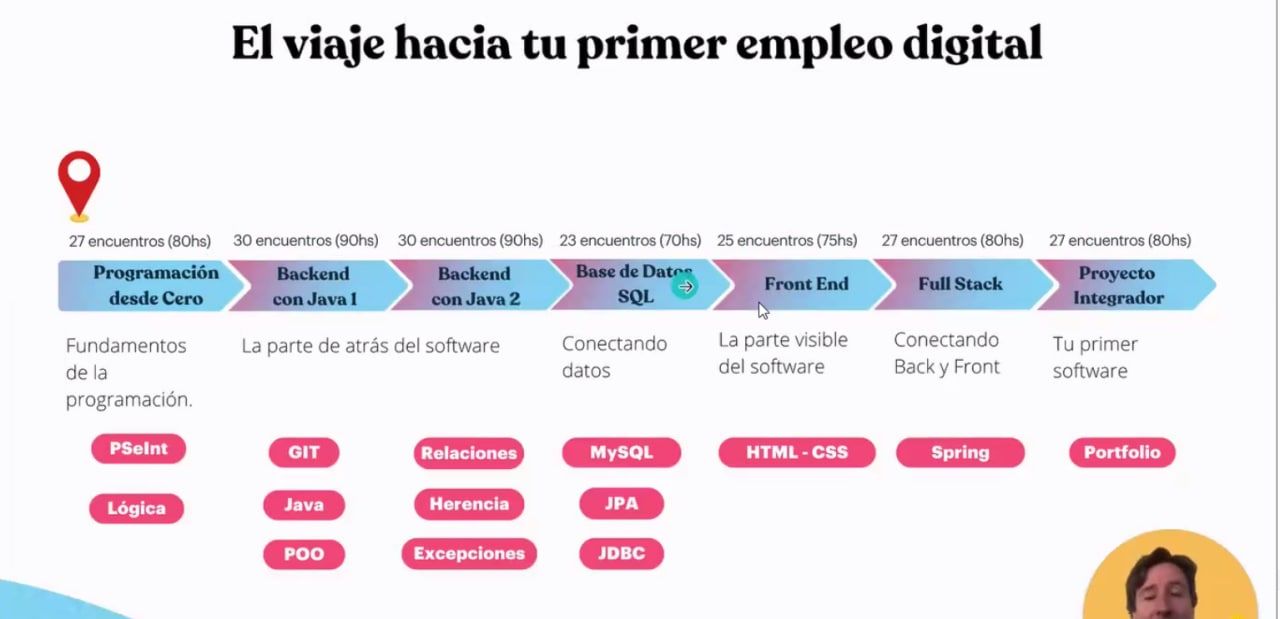 El viaje hacia tu primer empleo digital
27 encuentros (80hs)
30 encuentros (90hs)
30 encuentros (90hs)
23 encuentros (70hs)
25 encuentros (75hs)
27 encuentros (80hs)
27 encuentros (80hs)
Programación
desde Cero
Backend
con Java 1
Backend
con Java 2
Base de Datos
SQL
Front End
Full Stack
Proyecto
Integrador
Fundamentos
de la
programación.
La parte de atrás del software
Conectando
datos
La parte visible
del software
Conectando
Back y Front
Tu primer
software
PSeInt
Lógica
GIT
Java
POO
Relaciones
Herencia
Excepciones
MySQL
JPA
JDBC
HTML - CSS
Spring
Portfolio